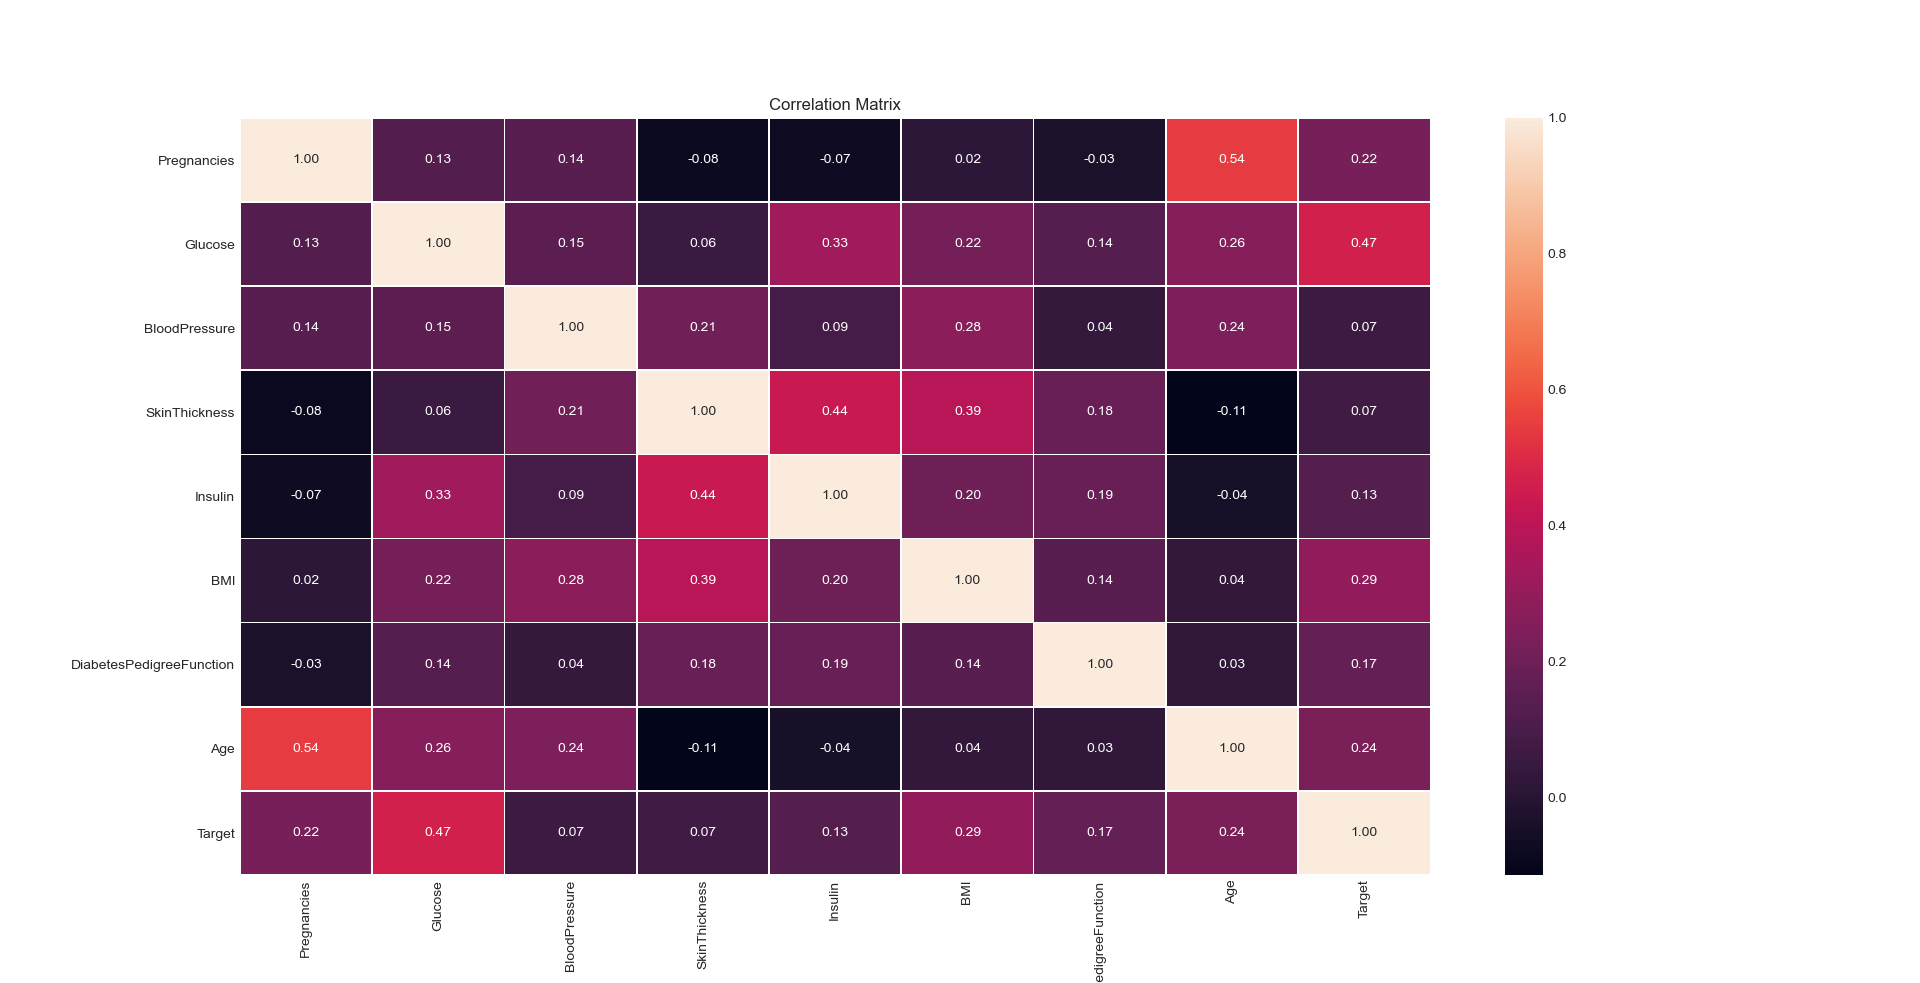 Correlation Matrix
Pregnancies 1.00 0.13 0.14 -0.08 -0.07 0.02 -0.03 0.54 0.22
Glucose 0.13 1.00 0.15 0.06 0.33 0.22 0.14 0.26 0.47
BloodPressure 0.14 0.15 1.00 0.21 0.09 0.28 0.04 0.24 0.07
SkinThickness -0.08 0.06 0.21 1.00 0.44 0.39 0.18 -0.11 0.07
Insulin -0.07 0.33 0.09 0.44 1.00 0.20 0.19 -0.04 0.13
BMI 0.02 0.22 0.28 0.39 0.20 1.00 0.14 0.04 0.29
DiabetesPedigreeFunction -0.03 0.14 0.04 0.18 0.19 0.14 1.00 0.03 0.17
Age 0.54 0.26 0.24 -0.11 -0.04 0.04 0.03 1.00 0.24
Target 0.22 0.47 0.07 0.07 0.13 0.29 0.17 0.24 1.00
Pregnancies
Glucose
BloodPressure
SkinThickness
Insulin
BMI
edigreeFunction
Age
Target
1.0
0.8
0.6
0.4
0.2
0.0